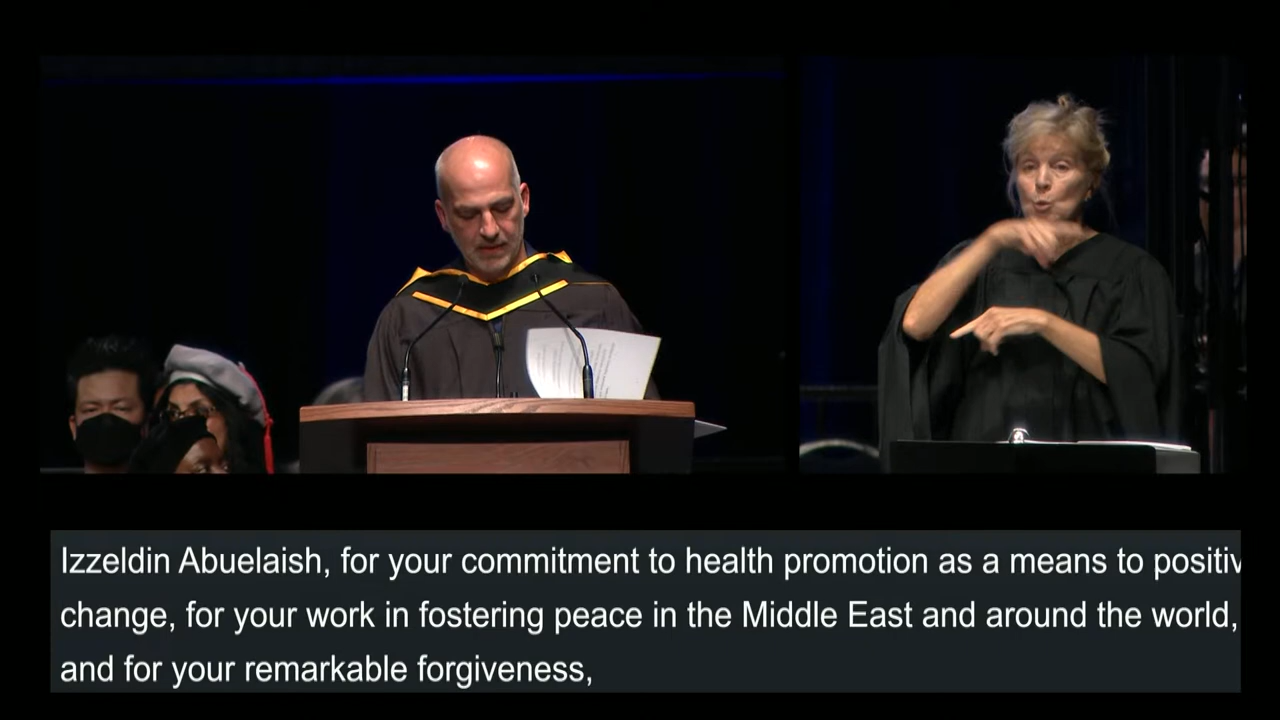 Izzeldin Abuelaish, for your commitment to health promotion as a means to positiv
change, for your work in fostering peace in the Middle East and around the world,
and for your remarkable forgiveness,